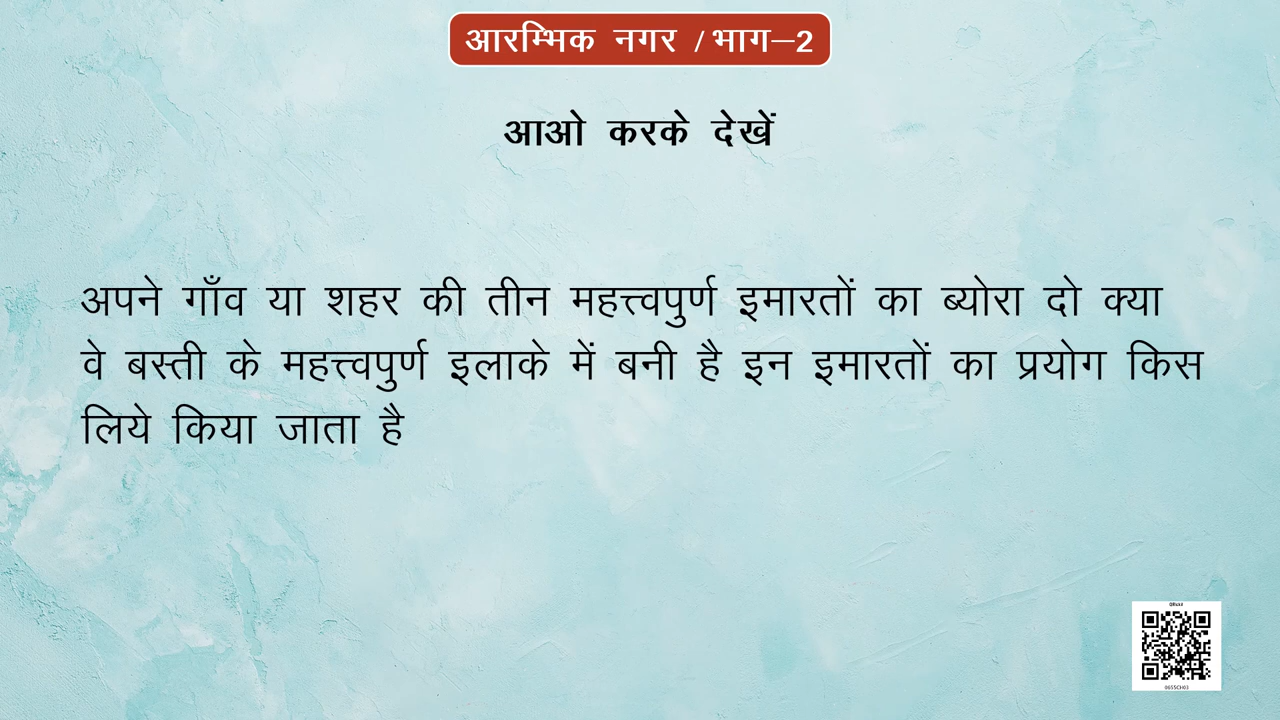 आरम्भिक नगर /भाग–2
आओ करके देखें
अपने गाँव या शहर की तीन महत्त्वपुर्ण इमारतों का ब्योरा दो क्या
वे बस्ती के महत्त्वपुर्ण इलाके में बनी है इन इमारतों का प्रयोग किस
लिये किया जाता है
0655CH03